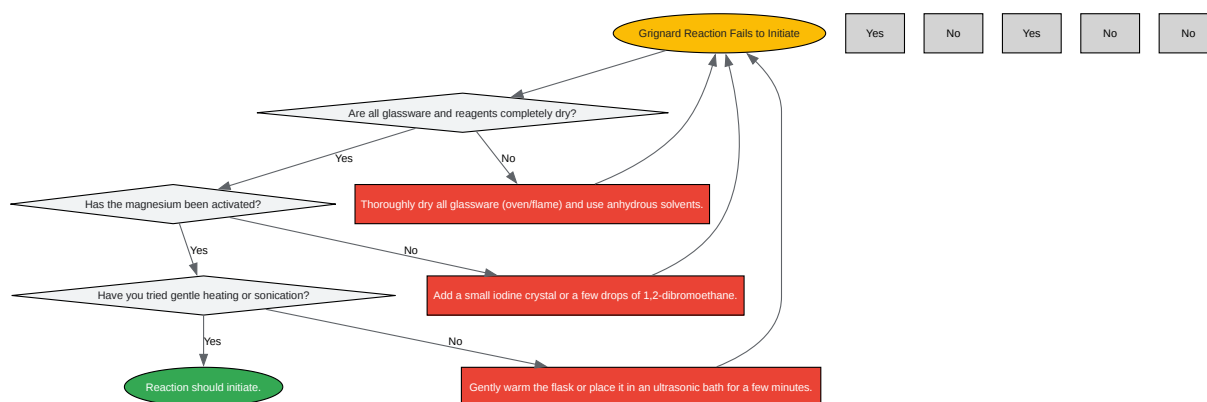 Grignard Reaction Fails to Initiate
Yes
No
Yes
No
No
Are all glassware and reagents completely dry?
Yes
No
Has the magnesium been activated?
Thoroughly dry all glassware (oven/flame) and use anhydrous solvents.
Yes
No
Have you tried gentle heating or sonication?
Add a small iodine crystal or a few drops of 1,2-dibromoethane.
Yes
No
Reaction should initiate.
Gently warm the flask or place it in an ultrasonic bath for a few minutes.